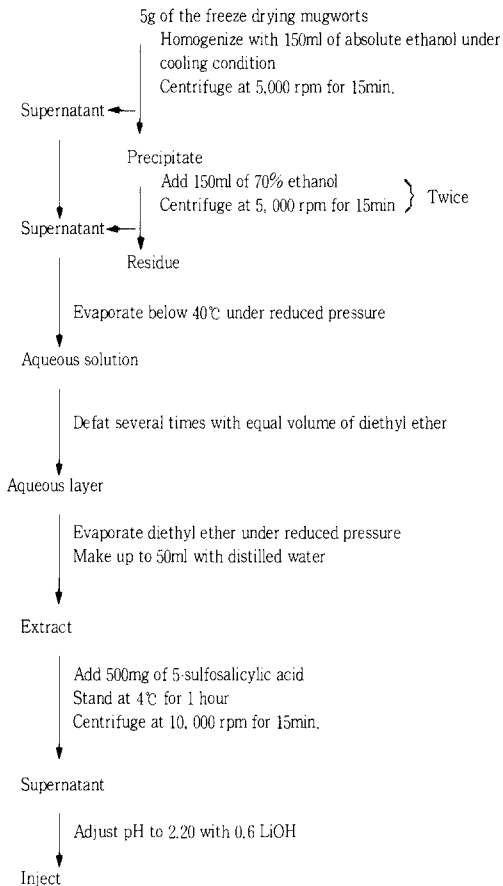 5g of the freeze drying mugworts
Homogenize with 150ml of absolute ethanol under
cooling condition
Centrifuge at 5,000 rpm for 15min.
Supernatant
Precipitate
Add 150ml of 70% ethanol
Centrifuge at 5, 000 rpm for 15min } Twice
Supernatant
Residue
Evaporate below 40℃ under reduced pressure
Aqueous solution
Defat several times with equal volume of diethyl ether
Aqueous layer
Evaporate diethyl ether under reduced pressure
Make up to 50ml with distilled water
Extract
Add 500mg of 5-sulfosalicylic acid
Stand at 4℃ for 1 hour
Centrifuge at 10, 000 rpm for 15min.
Supernatant
Adjust pH to 2.20 with 0.6 LiOH
Inject